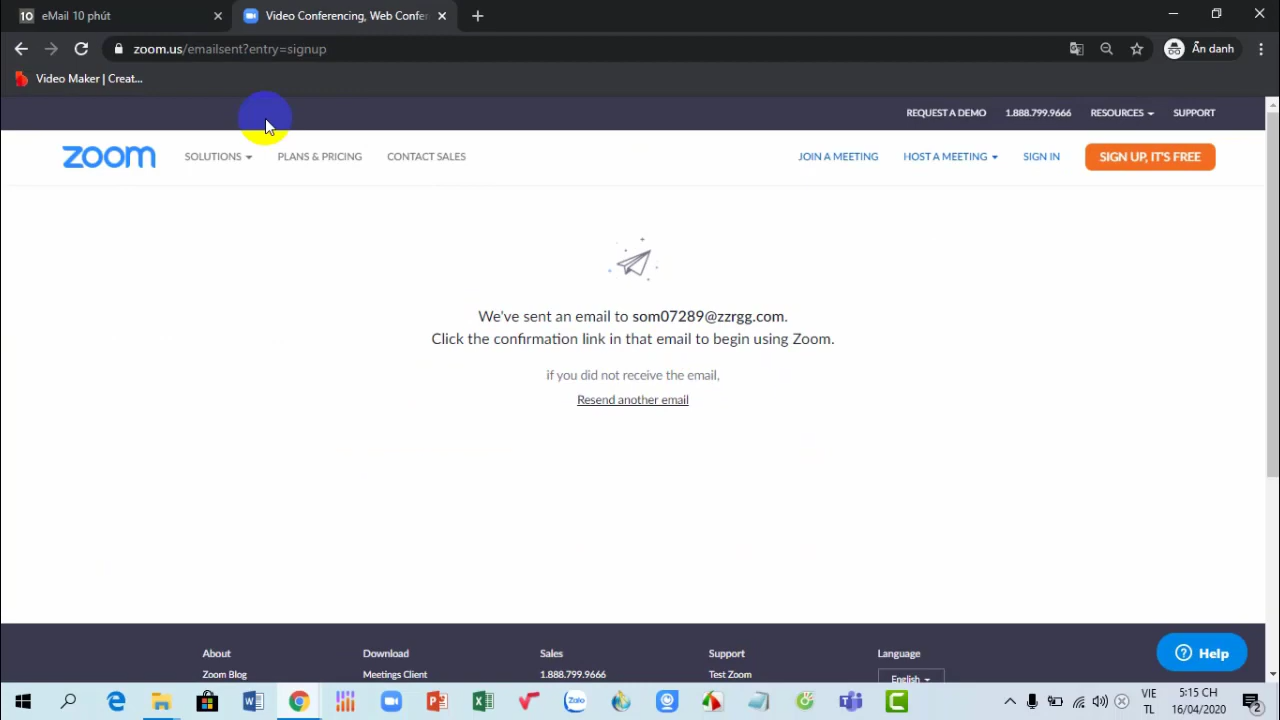 10 eMail 10 phút
Video Conferencing, Web Confe
zoom.us/emailsent?entry=signup
Ẩn danh
Video Maker | Creat...
REQUEST A DEMO 1.888.799.9666 RESOURCES SUPPORT
zoom SOLUTIONS PLANS & PRICING CONTACT SALES JOIN A MEETING HOST A MEETING SIGN IN SIGN UP, IT'S FREE
We've sent an email to som07289@zzrgg.com.
Click the confirmation link in that email to begin using Zoom.
if you did not receive the email,
Resend another email
About Download Sales Support Language
Zoom Blog Meetings Client 1.888.799.9666 Test Zoom English
Help
VIE 5:15 CH
TL 16/04/2020
2
Zalo